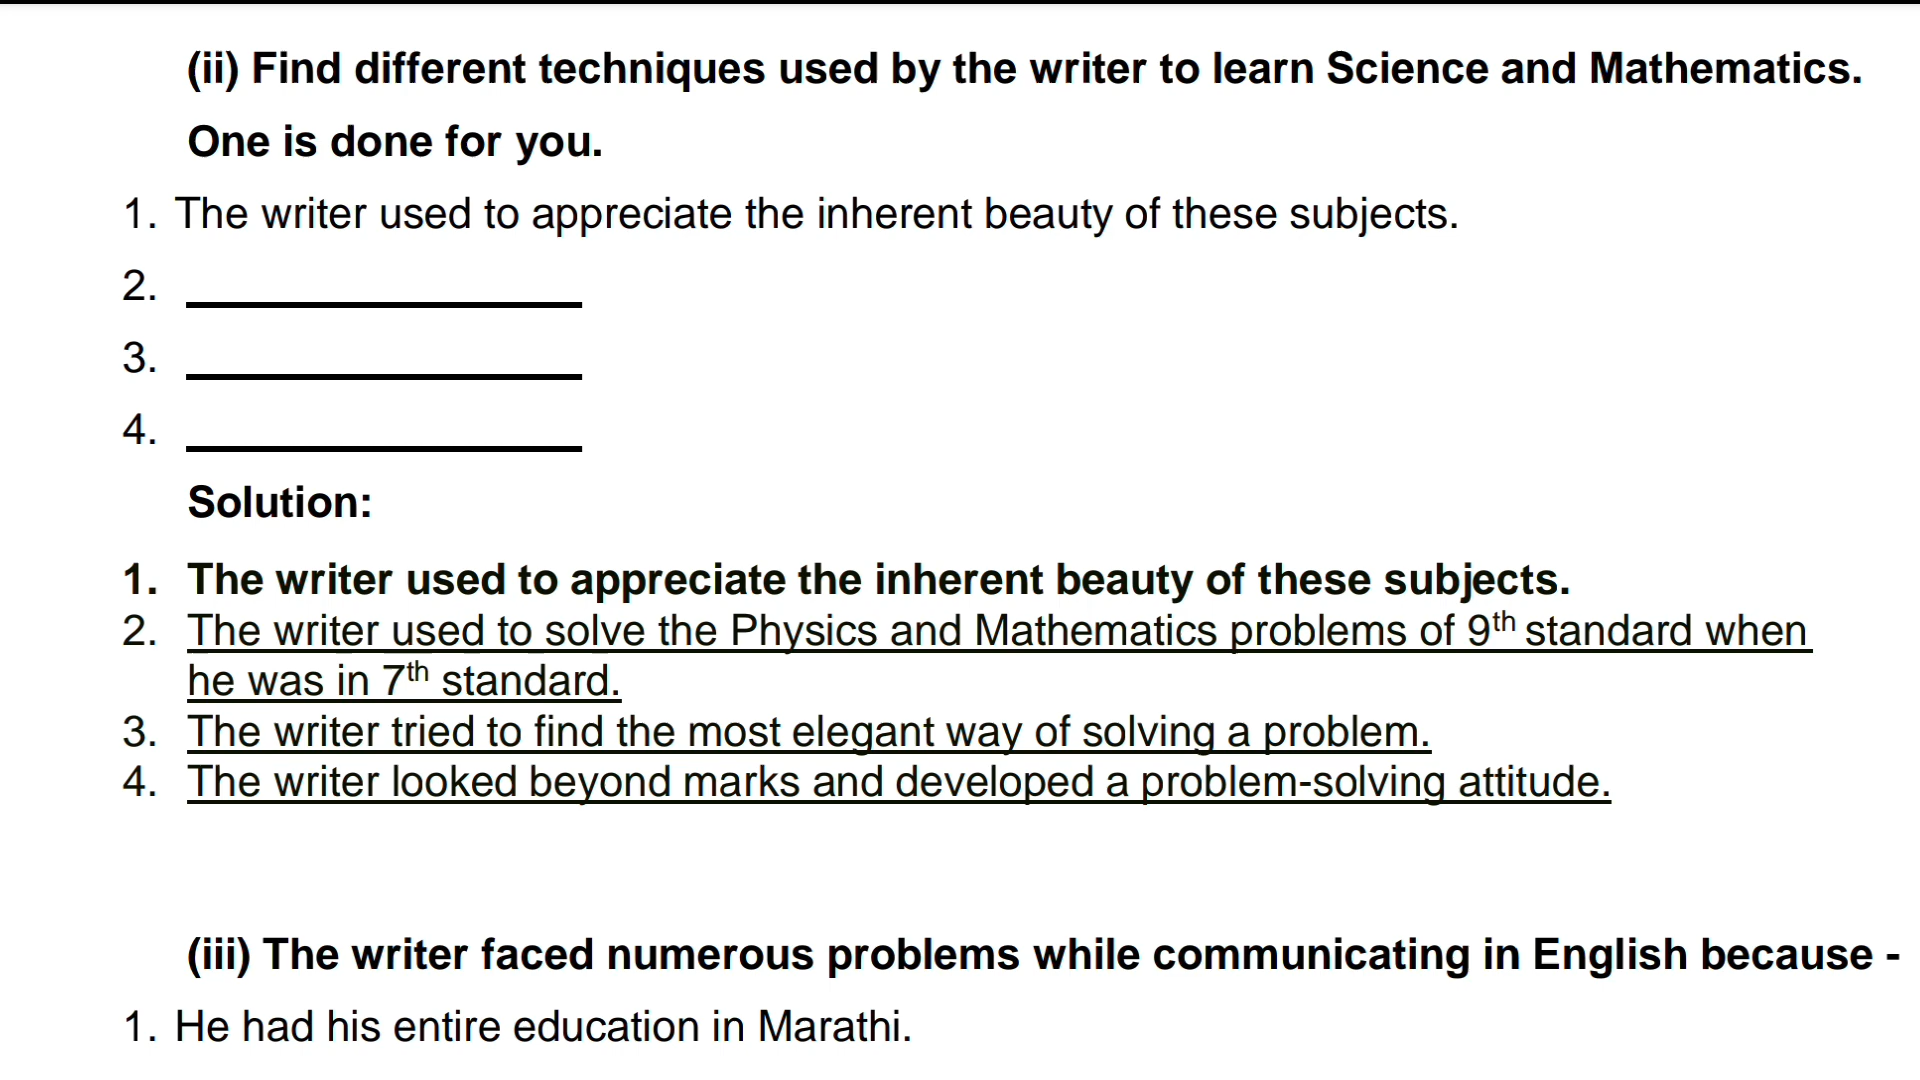 (ii) Find different techniques used by the writer to learn Science and Mathematics.
One is done for you.
1. The writer used to appreciate the inherent beauty of these subjects.
2. 
3. 
4. 
Solution:
1. The writer used to appreciate the inherent beauty of these subjects.
2. The writer used to solve the Physics and Mathematics problems of 9th standard when
he was in 7th standard.
3. The writer tried to find the most elegant way of solving a problem.
4. The writer looked beyond marks and developed a problem-solving attitude.
(iii) The writer faced numerous problems while communicating in English because -
1. He had his entire education in Marathi.